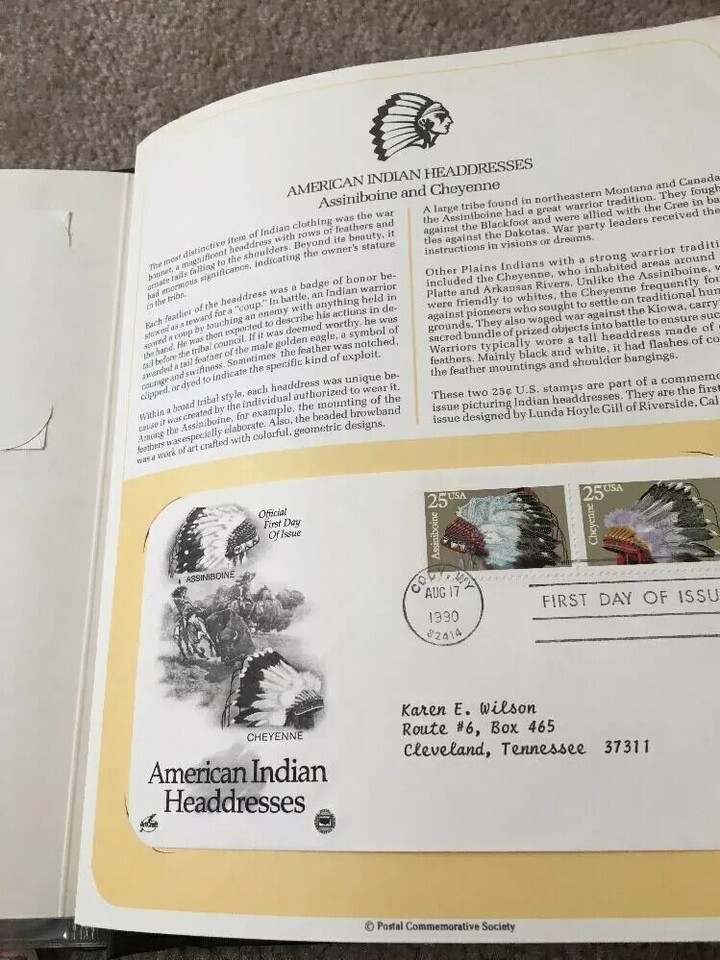 AMERICAN INDIAN HEADDRESSES
Assiniboine and Cheyenne
The most distinctive item of Indian clothing was the war
bonnet, a magnificent headdress with rows of feathers and
ornate tails falling to the shoulders. Beyond its beauty, it
had enormous significance, indicating the owner's stature
in the tribe.
Each feather of the headdress was a badge of honor be-
stowed as a reward for a "coup." In battle, an Indian warrior
scored a coup by touching an enemy with anything held in
the hand. He was then expected to describe his actions in de-
tail before the tribal council. If it was deemed worthy, he was
awarded a tail feather of the male golden eagle, a symbol of
courage and swiftness. Sometimes the feather was notched,
clipped, or dyed to indicate the specific kind of exploit.
Within a broad tribal style, each headdress was unique be-
cause it was created by the individual authorized to wear it.
Among the Assiniboine, for example, the mounting of the
feathers was especially elaborate. Also, the beaded browband
was a work of art crafted with colorful, geometric designs.
A large tribe found in northeastern Montana and Canada
the Assiniboine had a great warrior tradition. They fough
against the Blackfoot and were allied with the Cree in ba
tles against the Dakotas. War party leaders received the
instructions in visions or dreams.
Other Plains Indians with a strong warrior traditi
included the Cheyenne, who inhabited areas around
Platte and Arkansas Rivers. Unlike the Assiniboine, w
were friendly to whites, the Cheyenne frequently fou
against pioneers who sought to settle on traditional hun
grounds. They also waged war against the Kiowa, carry
sacred bundle of prized objects into battle to ensure suc
Warriors typically wore a tall headdress made of
feathers. Mainly black and white, it had flashes of co
the feather mountings and shoulder hangings.
These two 25¢ U.S. stamps are part of a commemo
issue picturing Indian headdresses. They are the first
issue designed by Lunda Hoyle Gill of Riverside, Cal
Official
First Day
Of Issue
ASSINIBOINE
CHEYENNE
American Indian
Headdresses
ArtCraft
25 USA
Assiniboine
25 USA
Cheyenne
CODY, WY
AUG 17
1990
82414
FIRST DAY OF ISSU
Karen E. Wilson
Route #6, Box 465
Cleveland, Tennessee 37311
© Postal Commemorative Society